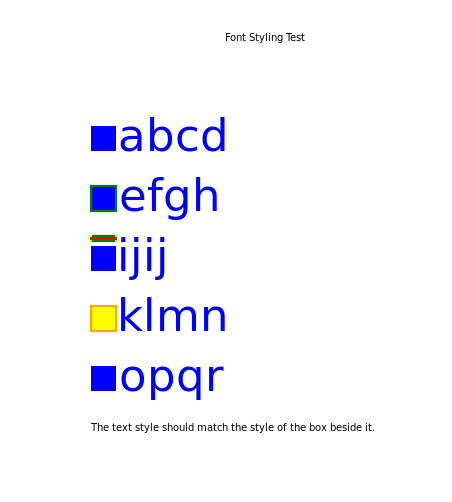 Font Styling Test
abcd
efgh
ijij
klmn
opqr
The text style should match the style of the box beside it.